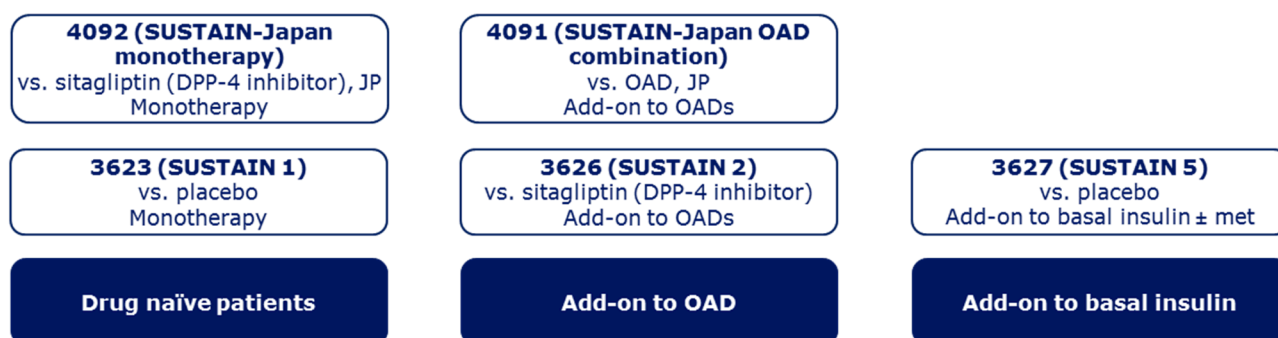 4092 (SUSTAIN-Japan
monotherapy)
vs. sitagliptin (DPP-4 inhibitor), JP
Monotherapy
4091 (SUSTAIN-Japan OAD
combination)
vs. OAD, JP
Add-on to OADs
3623 (SUSTAIN 1)
vs. placebo
Monotherapy
3626 (SUSTAIN 2)
vs. sitagliptin (DPP-4 inhibitor)
Add-on to OADs
3627 (SUSTAIN 5)
vs. placebo
Add-on to basal insulin ± met
Drug naïve patients
Add-on to OAD
Add-on to basal insulin